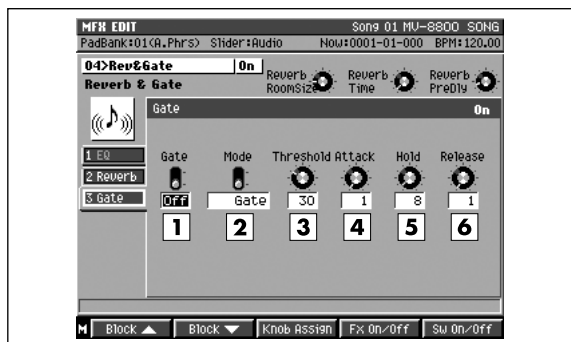 MFX EDIT Song 01 MV-8800 SONG
PadBank:01(A.Phrs) Slider:Audio Now:0001-01-000 BPM:120.00
04>Rev&Gate On
Reverb & Gate
Reverb RoomSize
Reverb Time
Reverb PreDly
Gate On
1 EQ
2 Reverb
3 Gate
Gate Mode Threshold Attack Hold Release
Off Gate 30 1 8 1
1 2 3 4 5 6
M Block ▲ Block ▼ Knob Assign FX On/Off SW On/Off